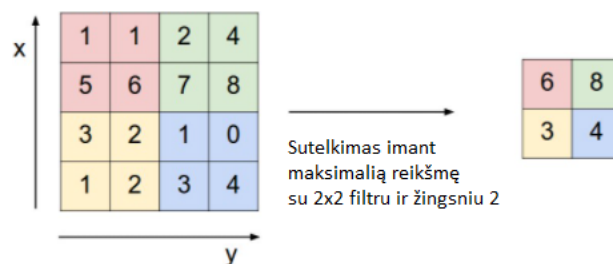 x
1 1 2 4
5 6 7 8
3 2 1 0
1 2 3 4
y
Sutelkimas imant
maksimalią reikšmę
su 2x2 filtru ir žingsniu 2
6 8
3 4